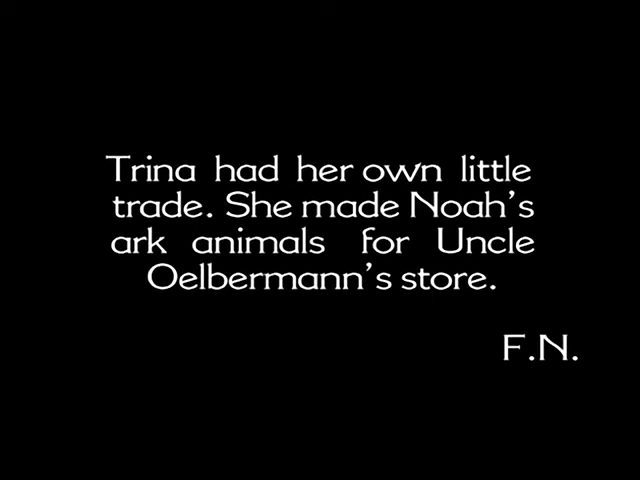 Trina had her own little
trade. She made Noah's
ark animals for Uncle
Oelbermann's store.
F.N.